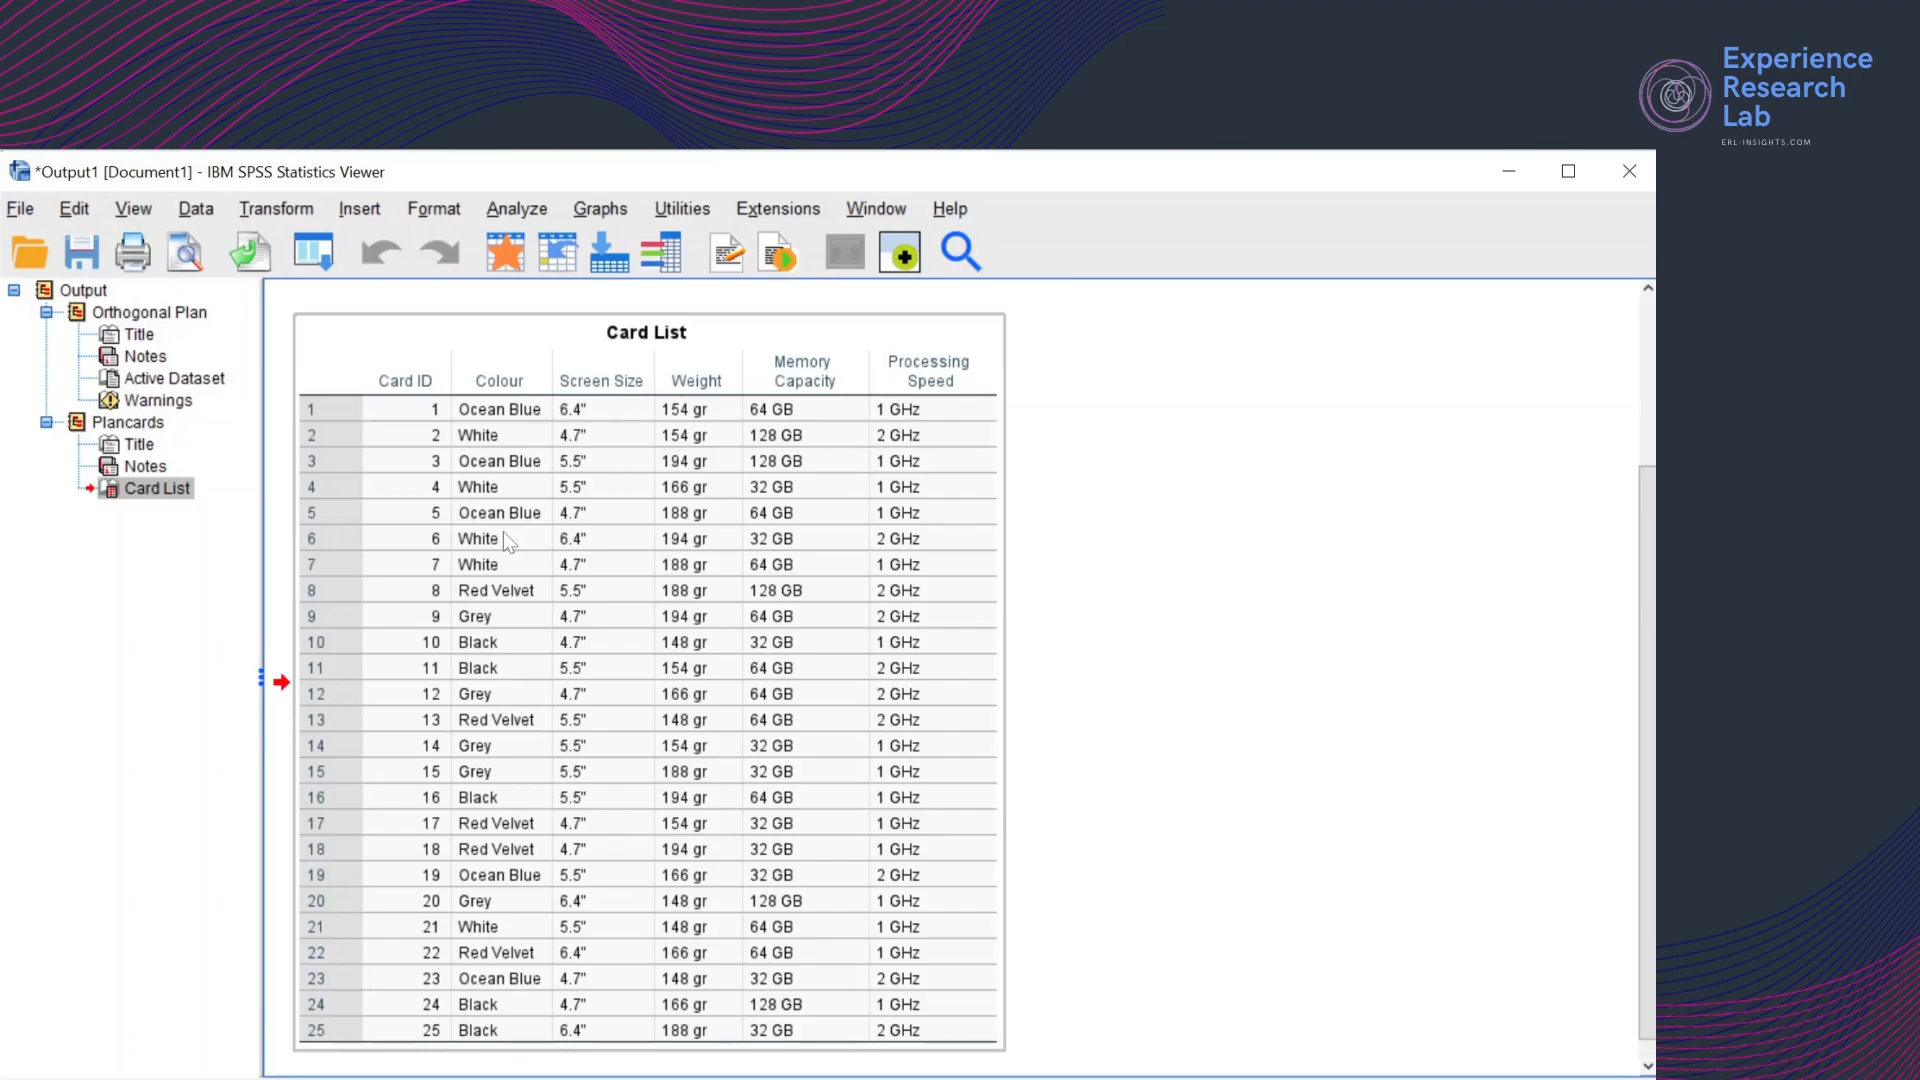 Experience
Research
Lab
ERL-INSIGHTS.COM
*Output1 [Document1] - IBM SPSS Statistics Viewer
File Edit View Data Transform Insert Format Analyze Graphs Utilities Extensions Window Help
Output
Orthogonal Plan
Title
Notes
Active Dataset
Warnings
Plancards
Title
Notes
Card List
Card List
Card ID Colour Screen Size Weight Memory Capacity Processing Speed
1 1 Ocean Blue 6.4" 154 gr 64 GB 1 GHz
2 2 White 4.7" 154 gr 128 GB 2 GHz
3 3 Ocean Blue 5.5" 194 gr 128 GB 1 GHz
4 4 White 5.5" 166 gr 32 GB 1 GHz
5 5 Ocean Blue 4.7" 188 gr 64 GB 1 GHz
6 6 White 6.4" 194 gr 32 GB 2 GHz
7 7 White 4.7" 188 gr 64 GB 1 GHz
8 8 Red Velvet 5.5" 188 gr 128 GB 2 GHz
9 9 Grey 4.7" 194 gr 64 GB 2 GHz
10 10 Black 4.7" 148 gr 32 GB 1 GHz
11 11 Black 5.5" 154 gr 64 GB 2 GHz
12 12 Grey 4.7" 166 gr 64 GB 2 GHz
13 13 Red Velvet 5.5" 148 gr 64 GB 2 GHz
14 14 Grey 5.5" 154 gr 32 GB 1 GHz
15 15 Grey 5.5" 188 gr 32 GB 1 GHz
16 16 Black 5.5" 194 gr 64 GB 1 GHz
17 17 Red Velvet 4.7" 154 gr 32 GB 1 GHz
18 18 Red Velvet 4.7" 194 gr 32 GB 1 GHz
19 19 Ocean Blue 5.5" 166 gr 32 GB 2 GHz
20 20 Grey 6.4" 148 gr 128 GB 1 GHz
21 21 White 5.5" 148 gr 64 GB 1 GHz
22 22 Red Velvet 6.4" 166 gr 64 GB 1 GHz
23 23 Ocean Blue 4.7" 148 gr 32 GB 2 GHz
24 24 Black 4.7" 166 gr 128 GB 1 GHz
25 25 Black 6.4" 188 gr 32 GB 2 GHz